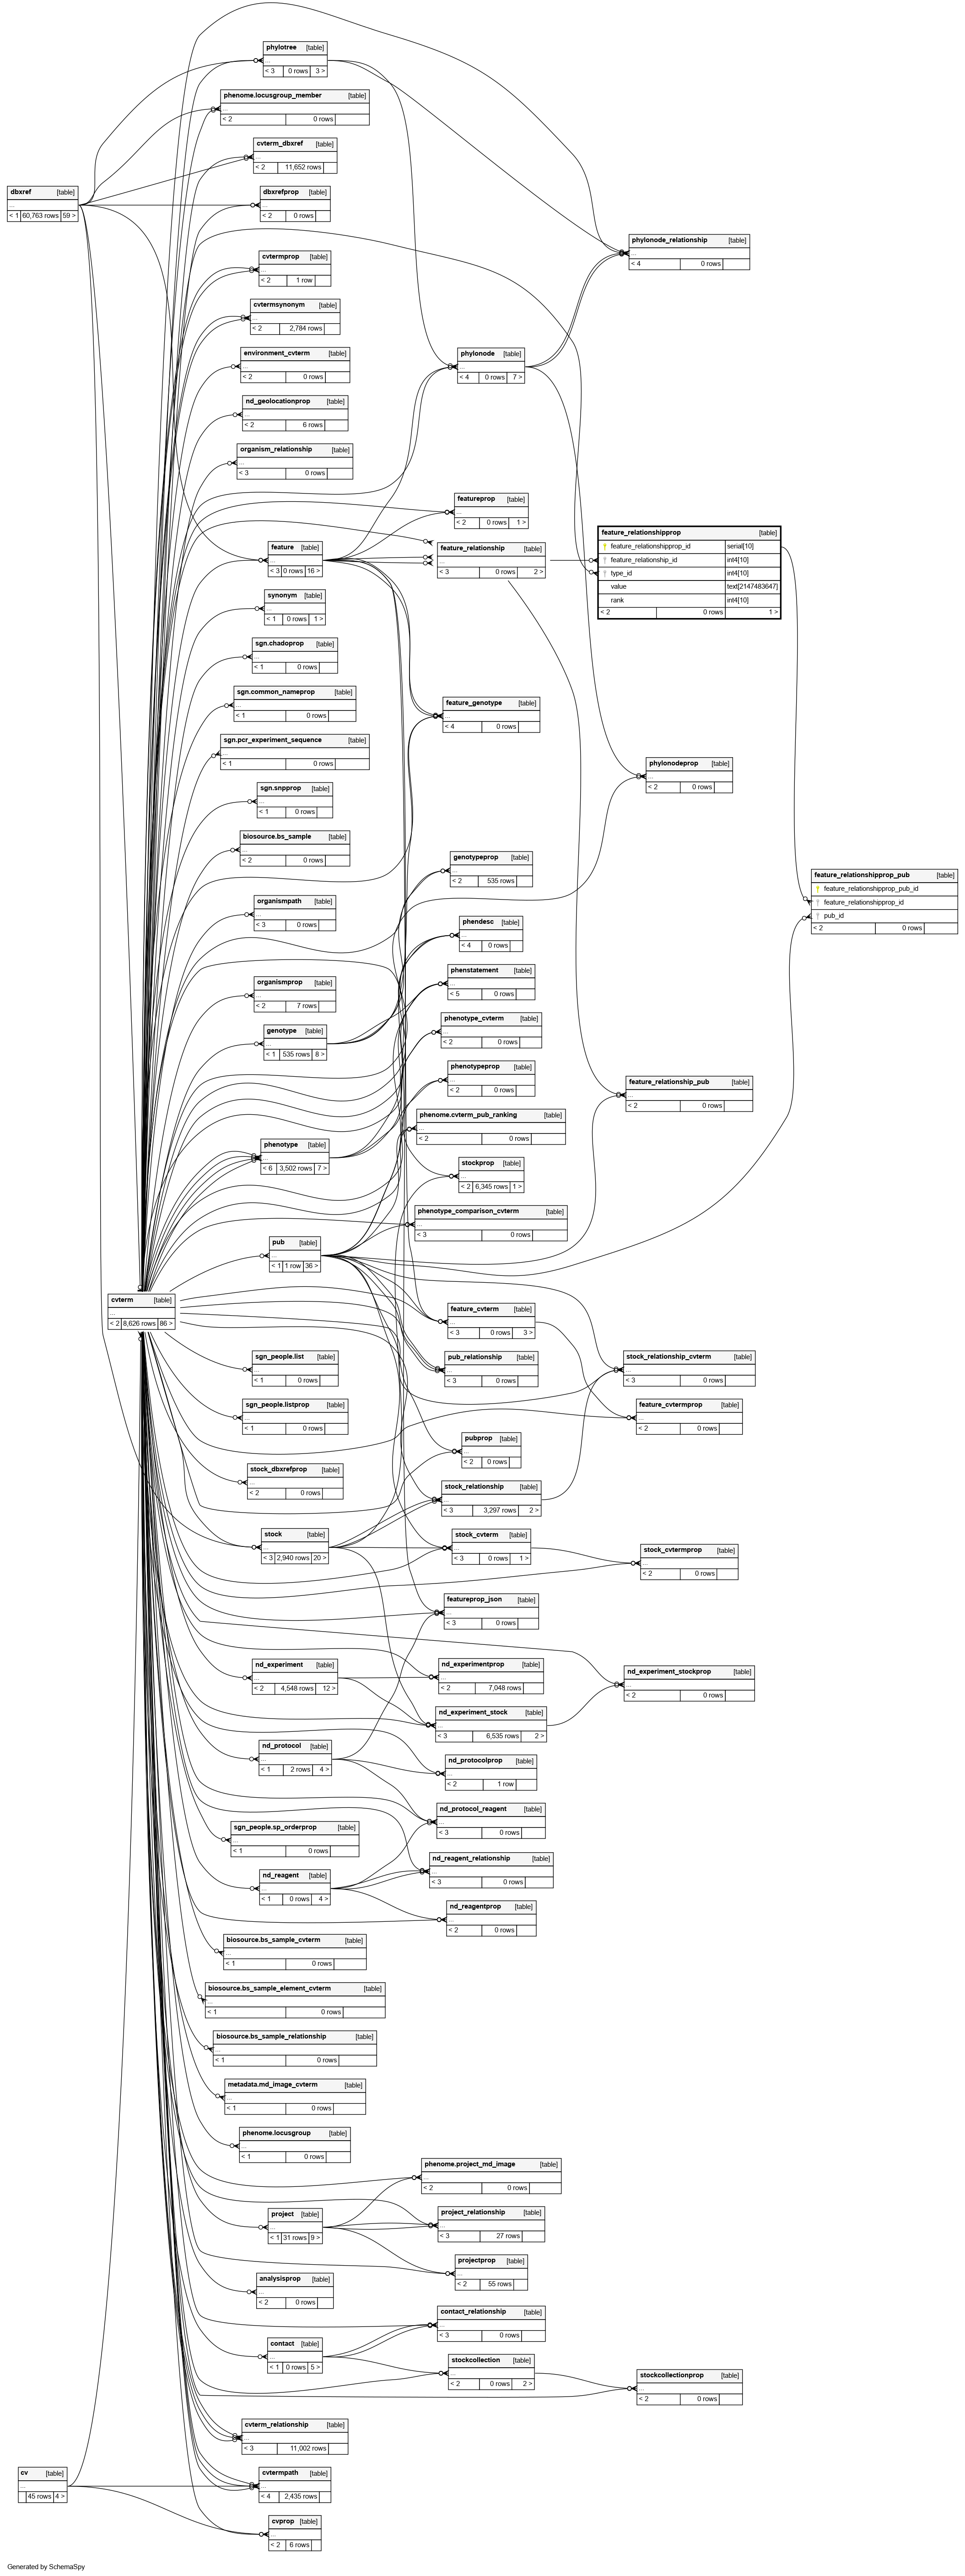 phylotree [table]
...
< 3 0 rows 3 >
phenome.locusgroup_member [table]
...
< 2 0 rows
cvterm_dbxref [table]
...
< 2 11,652 rows
dbxref [table]
...
< 1 60,763 rows 59 >
dbxrefprop [table]
...
< 2 0 rows
phylonode_relationship [table]
...
< 4 0 rows
cvtermprop [table]
...
< 2 1 row
cvtermsynonym [table]
...
< 2 2,784 rows
environment_cvterm [table]
...
< 2 0 rows
phylonode [table]
...
< 4 0 rows 7 >
nd_geolocationprop [table]
...
< 2 6 rows
organism_relationship [table]
...
< 3 0 rows
featureprop [table]
...
< 2 0 rows 1 >
feature [table]
...
< 3 0 rows 16 >
feature_relationship [table]
...
< 3 0 rows 2 >
feature_relationshipprop [table]
feature_relationshipprop_id serial[10]
feature_relationship_id int4[10]
type_id int4[10]
value text[2147483647]
rank int4[10]
< 2 0 rows 1 >
synonym [table]
...
< 1 0 rows 1 >
sgn.chadoprop [table]
...
< 1 0 rows
sgn.common_nameprop [table]
...
< 1 0 rows
feature_genotype [table]
...
< 4 0 rows
sgn.pcr_experiment_sequence [table]
...
< 1 0 rows
phylonodeprop [table]
...
< 2 0 rows
sgn.snpprop [table]
...
< 1 0 rows
biosource.bs_sample [table]
...
< 2 0 rows
genotypeprop [table]
...
< 2 535 rows
feature_relationshipprop_pub [table]
feature_relationshipprop_pub_id
feature_relationshipprop_id
pub_id
< 2 0 rows
organismpath [table]
...
< 3 0 rows
phendesc [table]
...
< 4 0 rows
organismprop [table]
...
< 2 7 rows
phenstatement [table]
...
< 5 0 rows
genotype [table]
...
< 1 535 rows 8 >
phenotype_cvterm [table]
...
< 2 0 rows
phenotypeprop [table]
...
< 2 0 rows
feature_relationship_pub [table]
...
< 2 0 rows
phenome.cvterm_pub_ranking [table]
...
< 2 0 rows
phenotype [table]
...
< 6 3,502 rows 7 >
stockprop [table]
...
< 2 6,345 rows 1 >
phenotype_comparison_cvterm [table]
...
< 3 0 rows
pub [table]
...
< 1 1 row 36 >
cvterm [table]
...
< 2 8,626 rows 86 >
feature_cvterm [table]
...
< 3 0 rows 3 >
sgn_people.list [table]
...
< 1 0 rows
pub_relationship [table]
...
< 3 0 rows
stock_relationship_cvterm [table]
...
< 3 0 rows
sgn_people.listprop [table]
...
< 1 0 rows
feature_cvtermprop [table]
...
< 2 0 rows
pubprop [table]
...
< 2 0 rows
stock_dbxrefprop [table]
...
< 2 0 rows
stock_relationship [table]
...
< 3 3,297 rows 2 >
stock [table]
...
< 3 2,940 rows 20 >
stock_cvterm [table]
...
< 3 0 rows 1 >
stock_cvtermprop [table]
...
< 2 0 rows
featureprop_json [table]
...
< 3 0 rows
nd_experiment [table]
...
< 2 4,548 rows 12 >
nd_experimentprop [table]
...
< 2 7,048 rows
nd_experiment_stockprop [table]
...
< 2 0 rows
nd_experiment_stock [table]
...
< 3 6,535 rows 2 >
nd_protocol [table]
...
< 1 2 rows 4 >
nd_protocolprop [table]
...
< 2 1 row
nd_protocol_reagent [table]
...
< 3 0 rows
sgn_people.sp_orderprop [table]
...
< 1 0 rows
nd_reagent_relationship [table]
...
< 3 0 rows
nd_reagent [table]
...
< 1 0 rows 4 >
nd_reagentprop [table]
...
< 2 0 rows
biosource.bs_sample_cvterm [table]
...
< 1 0 rows
biosource.bs_sample_element_cvterm [table]
...
< 1 0 rows
biosource.bs_sample_relationship [table]
...
< 1 0 rows
metadata.md_image_cvterm [table]
...
< 1 0 rows
phenome.locusgroup [table]
...
< 1 0 rows
phenome.project_md_image [table]
...
< 2 0 rows
project [table]
...
< 1 31 rows 9 >
project_relationship [table]
...
< 3 27 rows
projectprop [table]
...
< 2 55 rows
analysisprop [table]
...
< 2 0 rows
contact_relationship [table]
...
< 3 0 rows
contact [table]
...
< 1 0 rows 5 >
stockcollection [table]
...
< 2 0 rows 2 >
stockcollectionprop [table]
...
< 2 0 rows
cvterm_relationship [table]
...
< 3 11,002 rows
cv [table]
...
45 rows 4 >
cvtermpath [table]
...
< 4 2,435 rows
cvprop [table]
...
< 2 6 rows
Generated by SchemaSpy